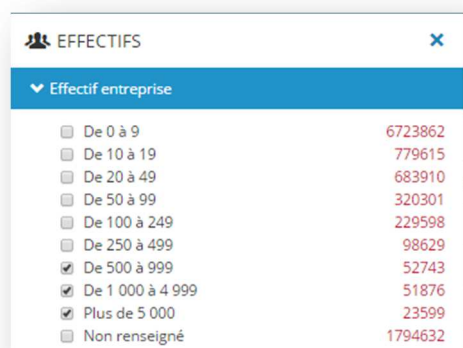 EFFECTIFS
Effectif entreprise
De 0 à 9 6723862
De 10 à 19 779615
De 20 à 49 683910
De 50 à 99 320301
De 100 à 249 229598
De 250 à 499 98629
De 500 à 999 52743
De 1 000 à 4 999 51876
Plus de 5 000 23599
Non renseigné 1794632